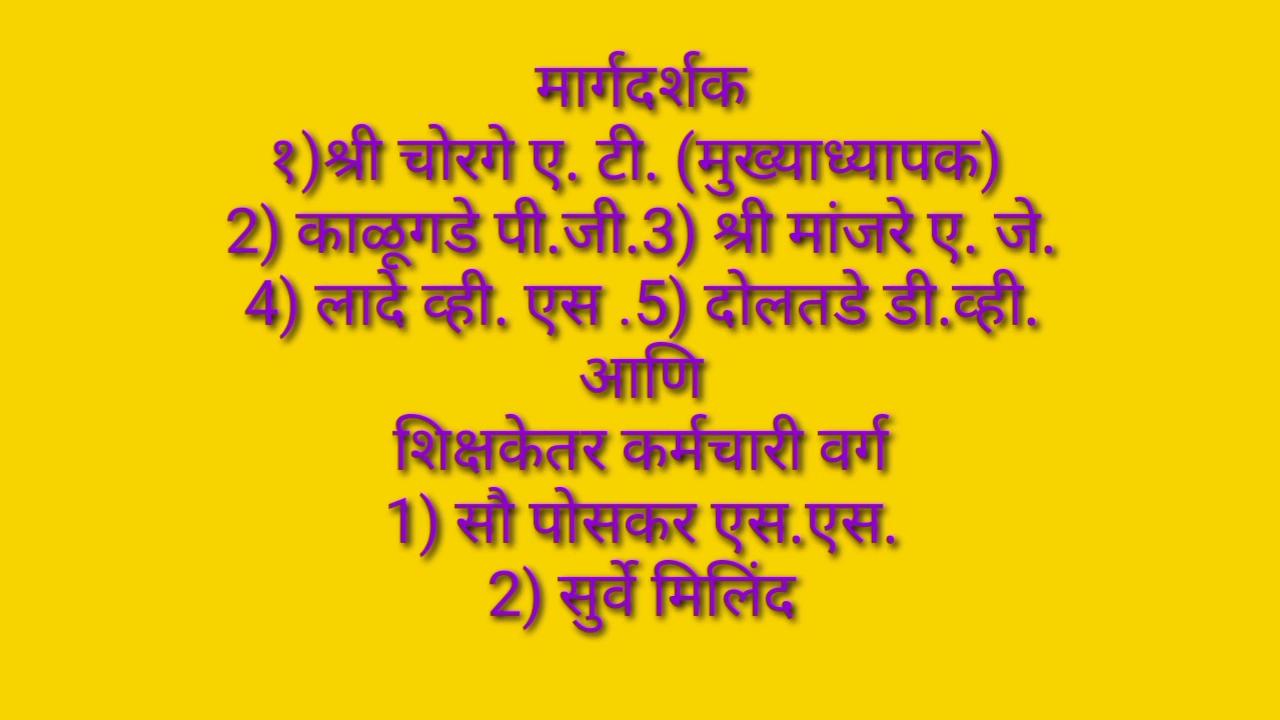 मार्गदर्शक
१)श्री चोरगे ए. टी. (मुख्याध्यापक)
2) काळूगडे पी.जी.3) श्री मांजरे ए. जे.
4) लादे व्ही. एस .5) दोलतडे डी.व्ही.
आणि
शिक्षकेतर कर्मचारी वर्ग
1) सौ पोसकर एस.एस.
2) सुर्वे मिलिंद